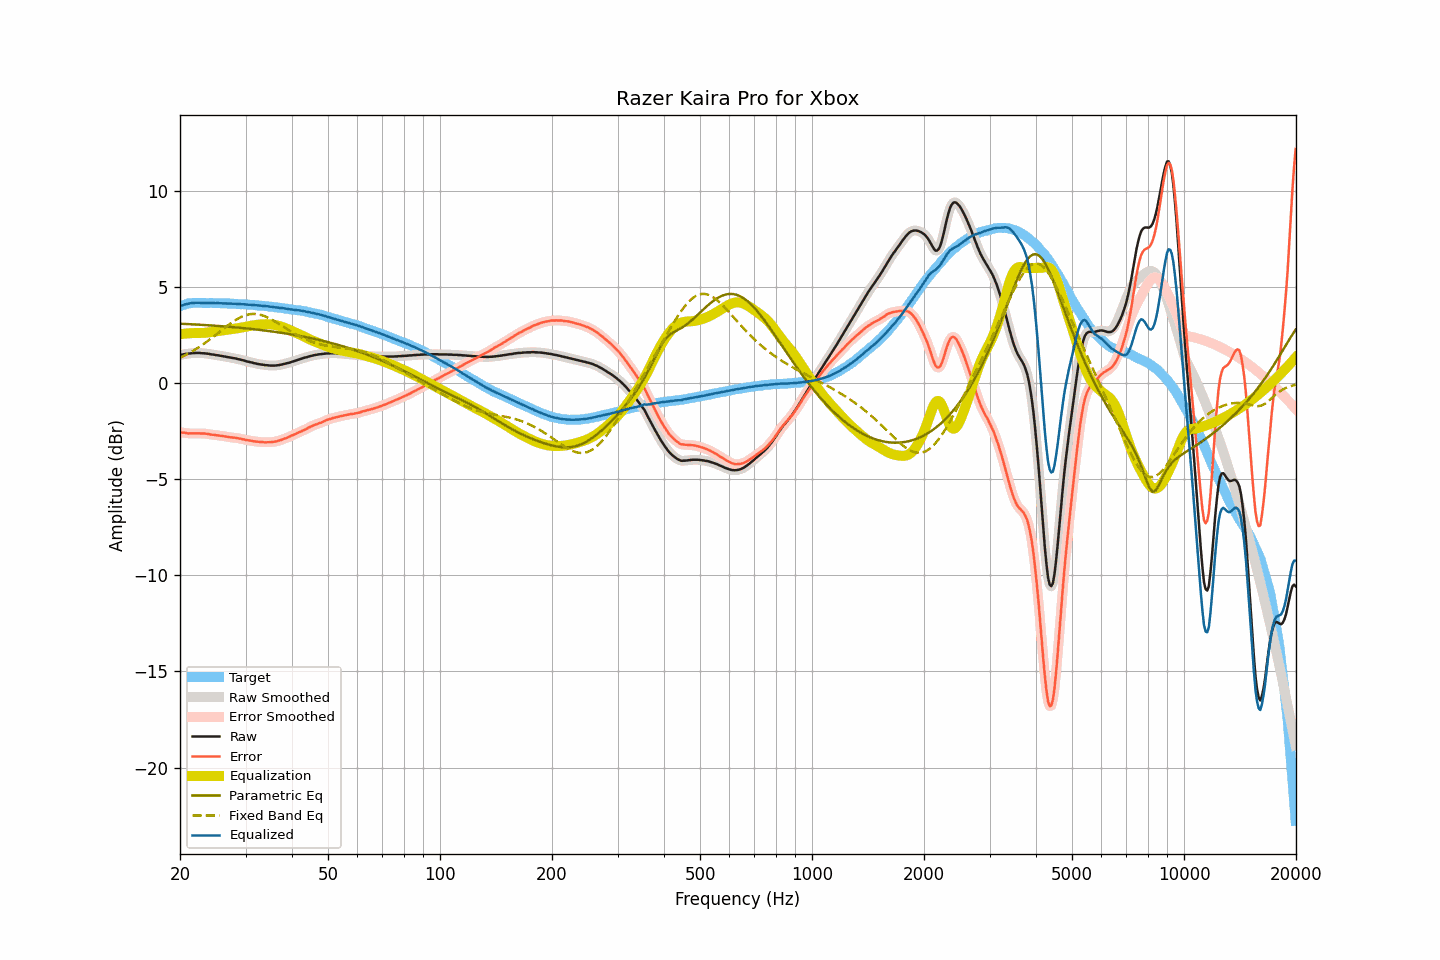 Razer Kaira Pro for Xbox
Amplitude (dBr)
10
5
0
−5
−10
−15
−20
Target
Raw Smoothed
Error Smoothed
Raw
Error
Equalization
Parametric Eq
Fixed Band Eq
Equalized
20 50 100 200 500 1000 2000 5000 10000 20000
Frequency (Hz)